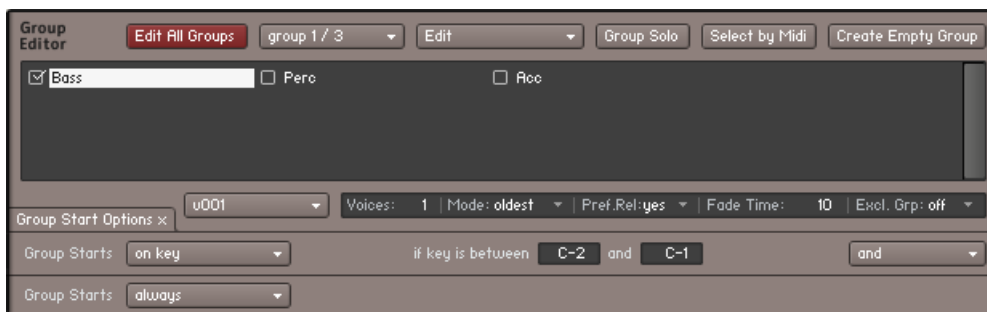 Group Editor
Edit All Groups group 1 / 3 Edit Group Solo Select by Midi Create Empty Group
Bass Perc Acc
v001 Voices: 1 Mode: oldest Pref.Rel:yes Fade Time: 10 Excl. Grp: off
Group Start Options ×
Group Starts on key if key is between C-2 and C-1 and
Group Starts always